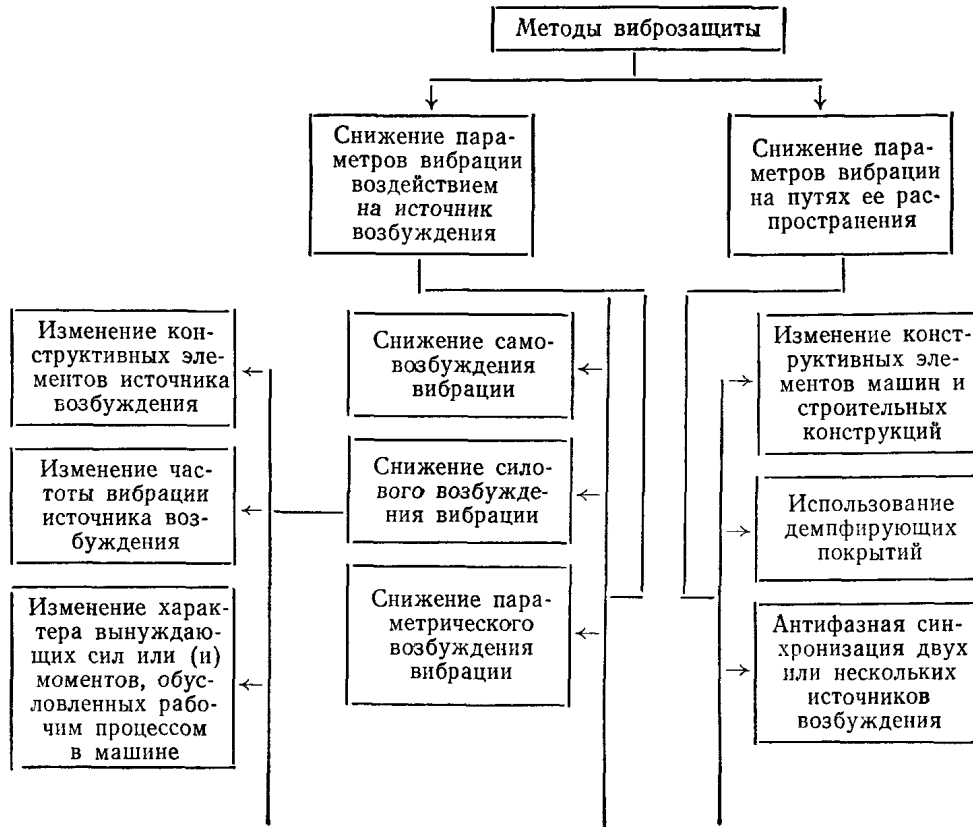 Методы виброзащиты
Снижение пара-
метров вибрации
воздействием
на источник
возбуждения
Снижение пара-
метров вибрации
на путях ее рас-
пространения
Изменение кон-
структивных эле-
ментов источника
возбуждения
Снижение само-
возбуждения
вибрации
Изменение конст-
руктивных эле-
ментов машин и
строительных
конструкций
Изменение час-
тоты вибрации
источника воз-
буждения
Снижение сило-
вого возбужде-
ния вибрации
Использование
демпфирующих
покрытий
Изменение харак-
тера вынуждаю-
щих сил или (и)
моментов, обус-
ловленных рабо-
чим процессом
в машине
Снижение пара-
метрического
возбуждения
вибрации
Антифазная син-
хронизация двух
или нескольких
источников
возбуждения